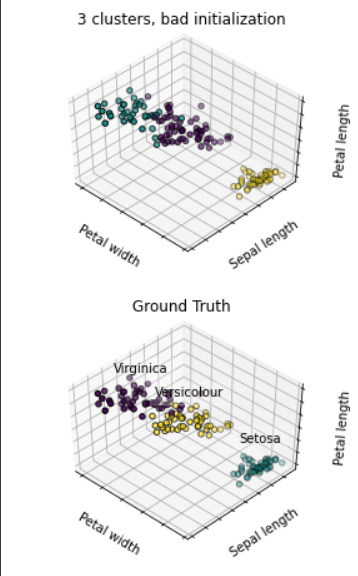 3 clusters, bad initialization
Petal length
Petal width
Sepal length
Ground Truth
Virginica
Versicolour
Setosa
Petal length
Petal width
Sepal length